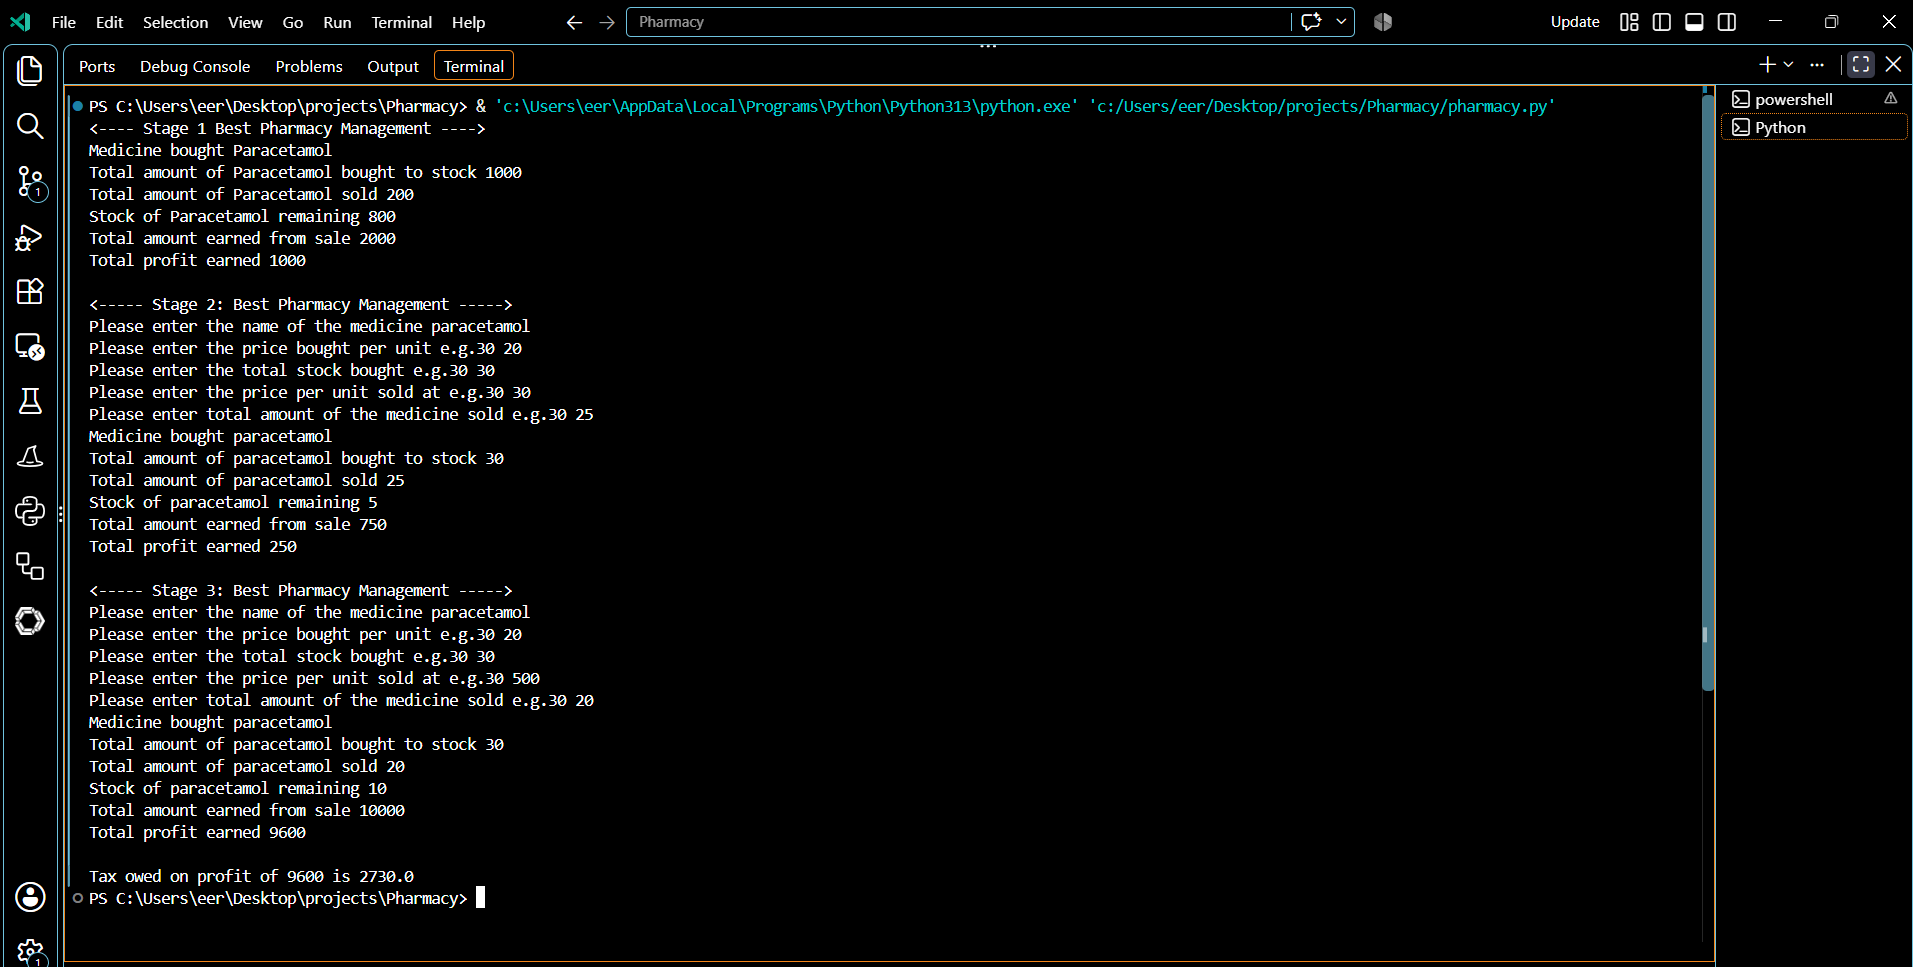 File Edit Selection View Go Run Terminal Help Pharmacy Update
Ports Debug Console Problems Output Terminal
PS C:\Users\eer\Desktop\projects\Pharmacy> & 'c:\Users\eer\AppData\Local\Programs\Python\Python313\python.exe' 'c:/Users/eer/Desktop/projects/Pharmacy/pharmacy.py'
<---- Stage 1 Best Pharmacy Management ---->
Medicine bought Paracetamol
Total amount of Paracetamol bought to stock 1000
Total amount of Paracetamol sold 200
Stock of Paracetamol remaining 800
Total amount earned from sale 2000
Total profit earned 1000
<----- Stage 2: Best Pharmacy Management ----->
Please enter the name of the medicine paracetamol
Please enter the price bought per unit e.g.30 20
Please enter the total stock bought e.g.30 30
Please enter the price per unit sold at e.g.30 30
Please enter total amount of the medicine sold e.g.30 25
Medicine bought paracetamol
Total amount of paracetamol bought to stock 30
Total amount of paracetamol sold 25
Stock of paracetamol remaining 5
Total amount earned from sale 750
Total profit earned 250
<----- Stage 3: Best Pharmacy Management ----->
Please enter the name of the medicine paracetamol
Please enter the price bought per unit e.g.30 20
Please enter the total stock bought e.g.30 30
Please enter the price per unit sold at e.g.30 500
Please enter total amount of the medicine sold e.g.30 20
Medicine bought paracetamol
Total amount of paracetamol bought to stock 30
Total amount of paracetamol sold 20
Stock of paracetamol remaining 10
Total amount earned from sale 10000
Total profit earned 9600
Tax owed on profit of 9600 is 2730.0
PS C:\Users\eer\Desktop\projects\Pharmacy>
powershell
Python
1
1